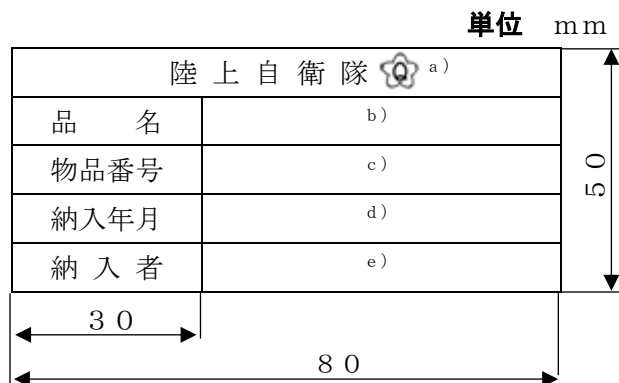 単位　ｍｍ
陸 上 自 衛 隊 Q a)
品　　名 b)
物品番号 c)
納入年月 d)
納 入 者 e)
５０
３０
８０